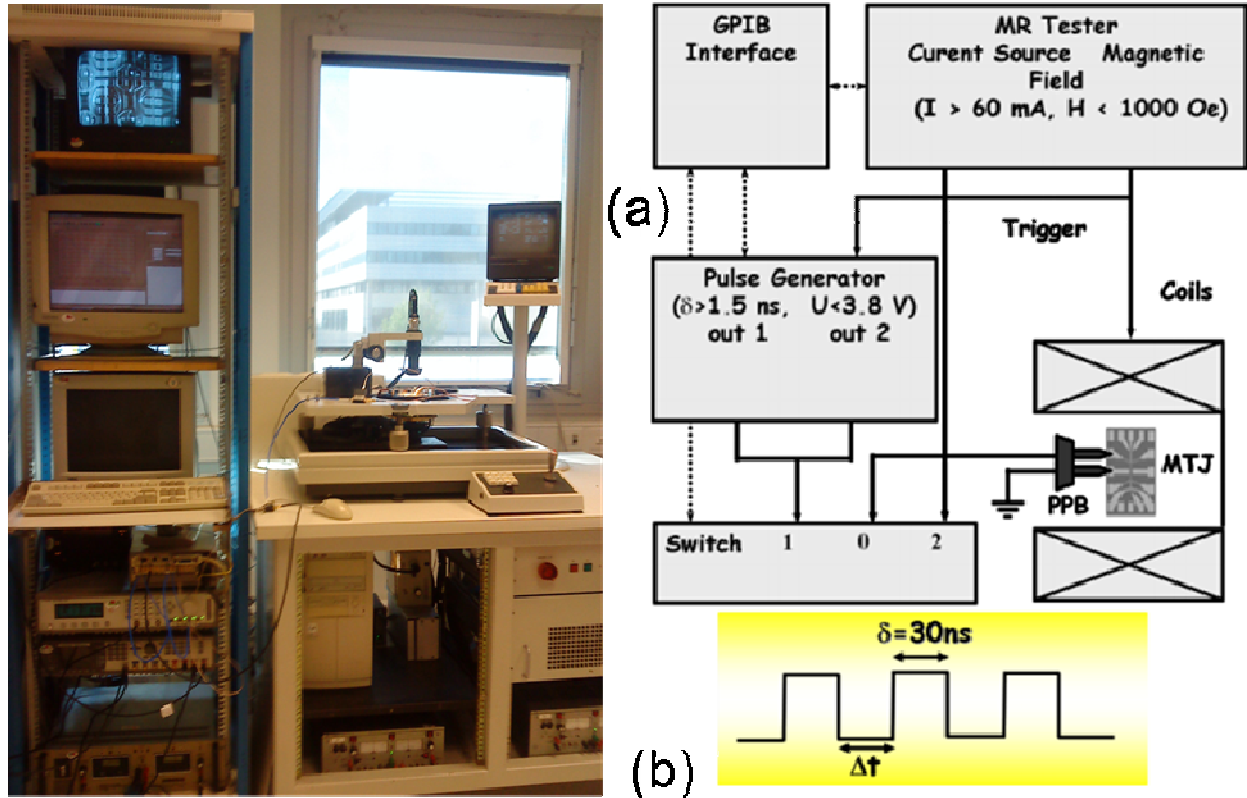 GPIB
Interface
MR Tester
Curent Source Magnetic
Field
(I > 60 mA, H < 1000 Oe)
(a)
Trigger
Pulse Generator
(δ>1.5 ns, U<3.8 V)
out 1 out 2
Coils
MTJ
PPB
Switch 1 0 2
δ=30ns
Δt
(b)